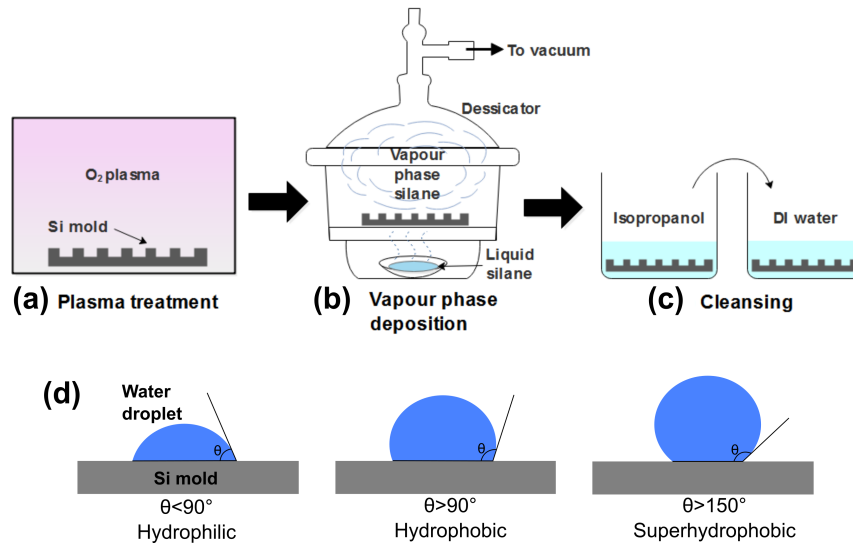 To vacuum
Dessicator
O₂ plasma
Si mold
Vapour
phase
silane
Liquid
silane
Isopropanol
DI water
(a) Plasma treatment
(b) Vapour phase
deposition
(c) Cleansing
(d)
Water
droplet
θ
θ
θ
Si mold
θ<90°
Hydrophilic
θ>90°
Hydrophobic
θ>150°
Superhydrophobic